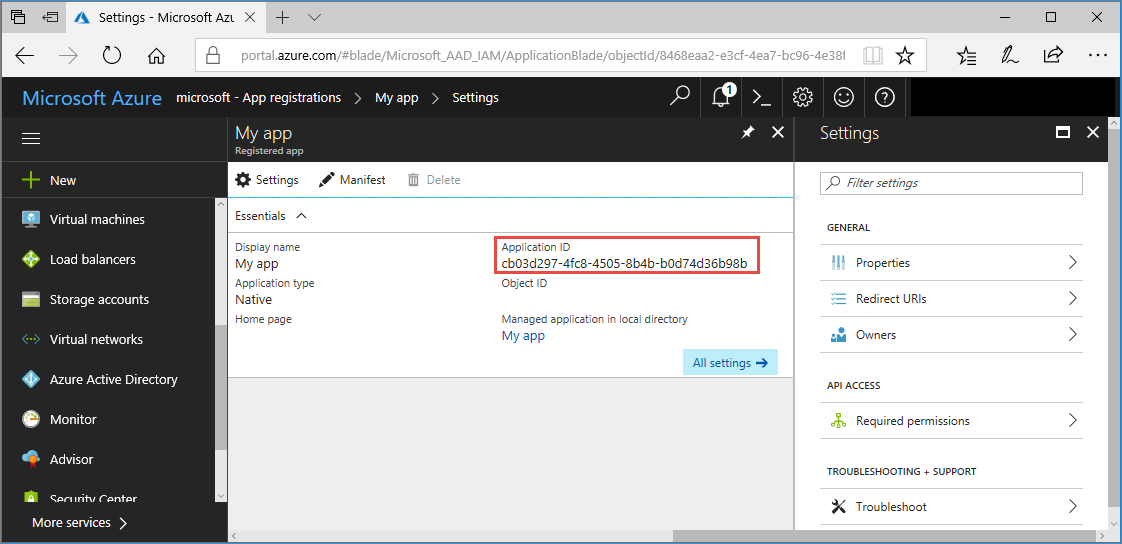 Settings - Microsoft Azu
portal.azure.com/#blade/Microsoft_AAD_IAM/ApplicationBlade/objectId/8468eaa2-e3cf-4ea7-bc96-4e38f
Microsoft Azure
microsoft - App registrations > My app > Settings
1
New
Virtual machines
Load balancers
Storage accounts
Virtual networks
Azure Active Directory
Monitor
Advisor
Security Center
More services
My app
Registered app
Settings
Manifest
Delete
Essentials
Display name
My app
Application type
Native
Home page
Application ID
cb03d297-4fc8-4505-8b4b-b0d74d36b98b
Object ID
Managed application in local directory
My app
All settings
Settings
Filter settings
GENERAL
Properties
Redirect URIs
Owners
API ACCESS
Required permissions
TROUBLESHOOTING + SUPPORT
Troubleshoot